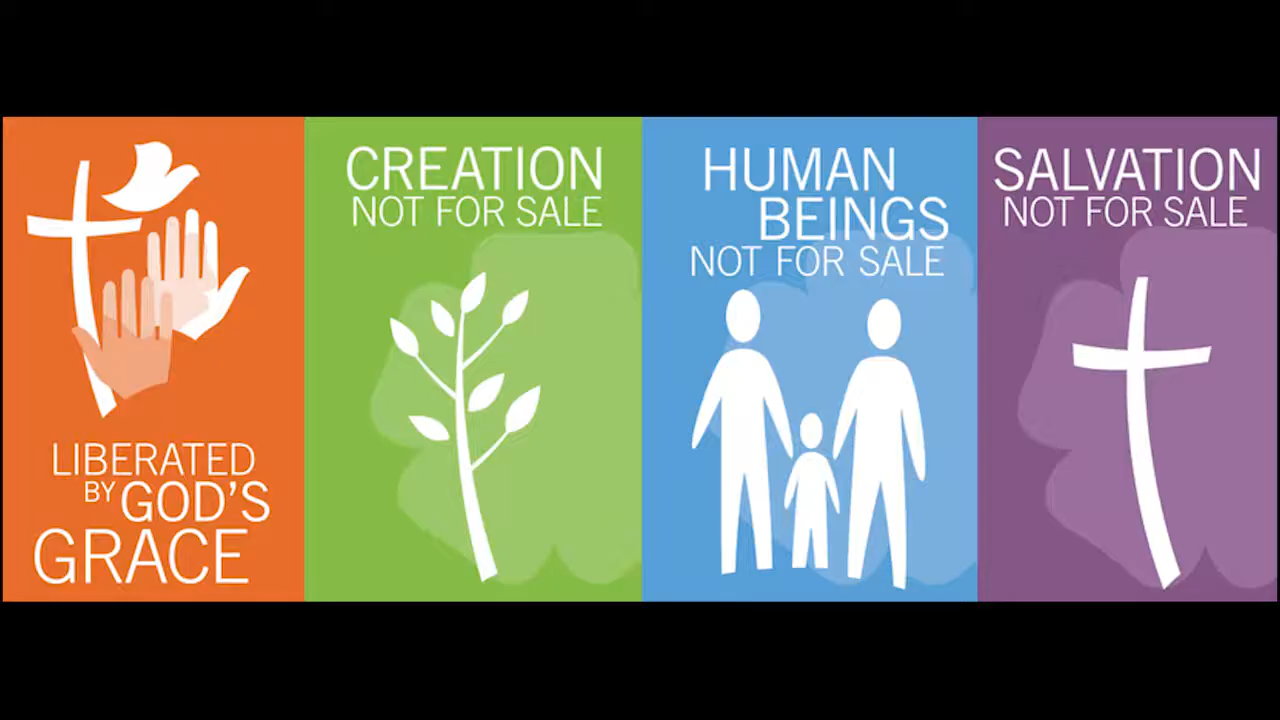 LIBERATED
BY GOD'S
GRACE
CREATION
NOT FOR SALE
HUMAN
BEINGS
NOT FOR SALE
SALVATION
NOT FOR SALE